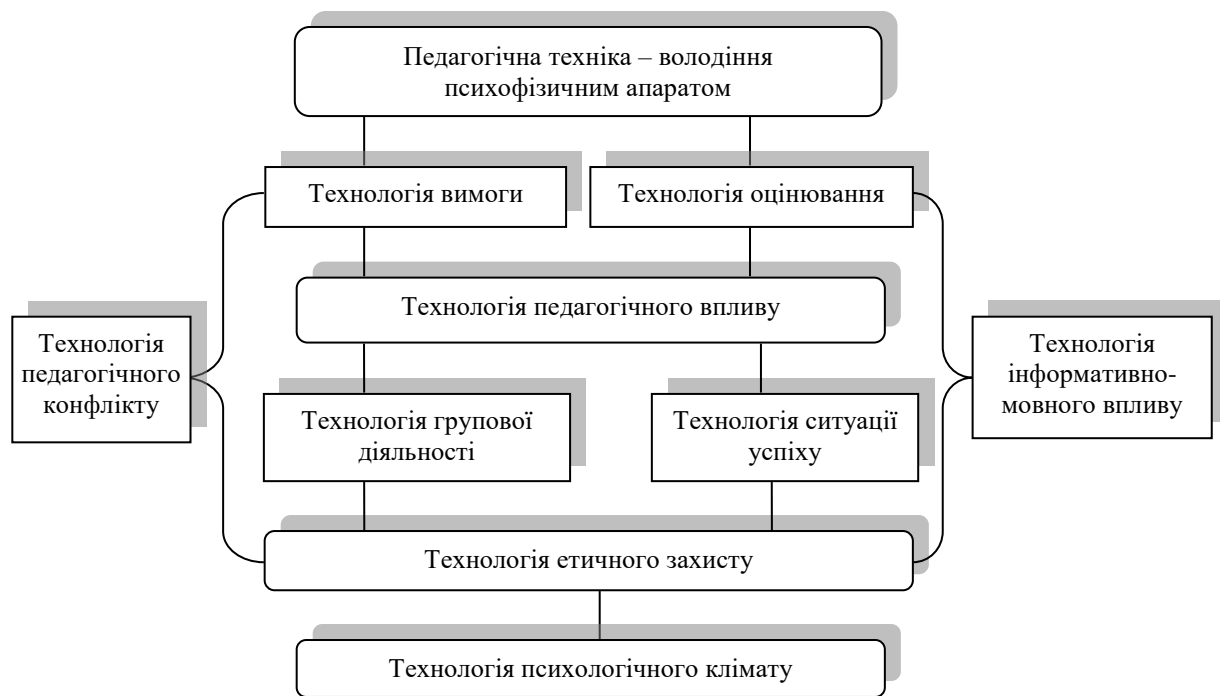 Педагогічна техніка – володіння
психофізичним апаратом
Технологія вимоги
Технологія оцінювання
Технологія педагогічного впливу
Технологія
педагогічного
конфлікту
Технологія
інформативно-
мовного впливу
Технологія групової
діяльності
Технологія ситуації
успіху
Технологія етичного захисту
Технологія психологічного клімату